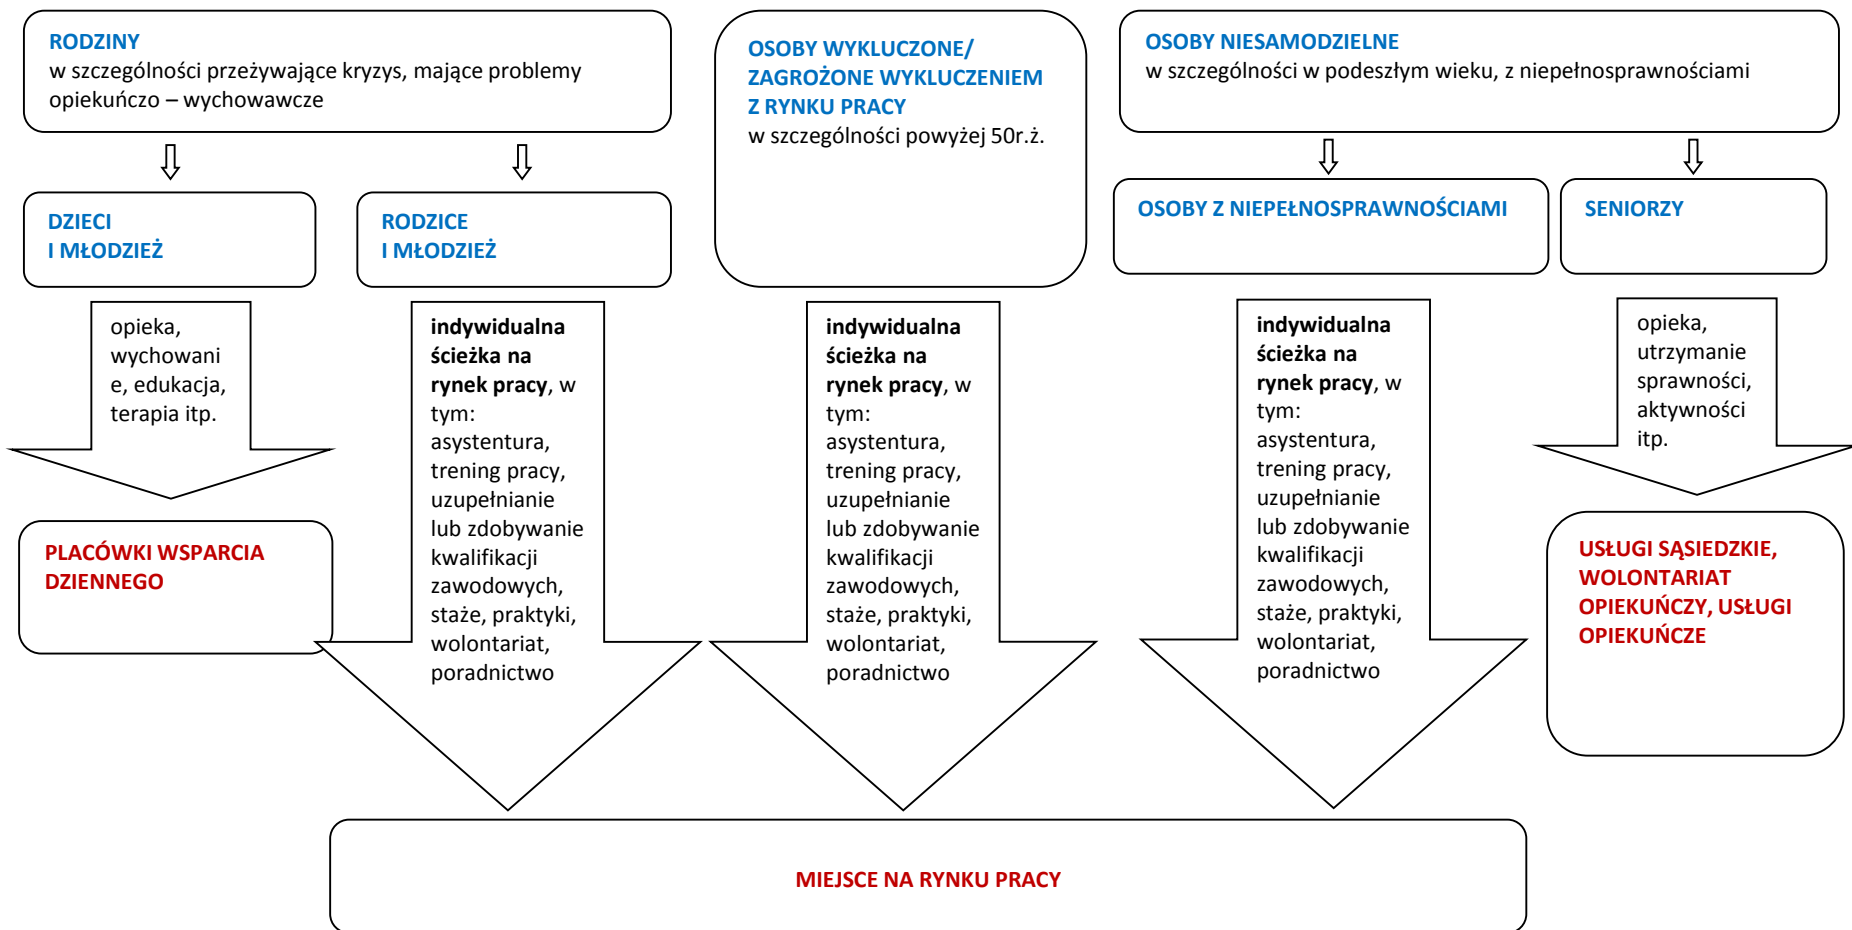 RODZINY
w szczególności przeżywające kryzys, mające problemy
opiekuńczo – wychowawcze
OSOBY WYKLUCZONE/
ZAGROŻONE WYKLUCZENIEM
Z RYNKU PRACY
w szczególności powyżej 50r.ż.
OSOBY NIESAMODZIELNE
w szczególności w podeszłym wieku, z niepełnosprawnościami
DZIECI
I MŁODZIEŻ
RODZICE
I MŁODZIEŻ
OSOBY Z NIEPEŁNOSPRAWNOŚCIAMI
SENIORZY
opieka,
wychowani
e, edukacja,
terapia itp.
indywidualna
ścieżka na
rynek pracy, w
tym:
asystentura,
trening pracy,
uzupełnianie
lub zdobywanie
kwalifikacji
zawodowych,
staże, praktyki,
wolontariat,
poradnictwo
indywidualna
ścieżka na
rynek pracy, w
tym:
asystentura,
trening pracy,
uzupełnianie
lub zdobywanie
kwalifikacji
zawodowych,
staże, praktyki,
wolontariat,
poradnictwo
indywidualna
ścieżka na
rynek pracy, w
tym:
asystentura,
trening pracy,
uzupełnianie
lub zdobywanie
kwalifikacji
zawodowych,
staże, praktyki,
wolontariat,
poradnictwo
opieka,
utrzymanie
sprawności,
aktywności
itp.
PLACÓWKI WSPARCIA
DZIENNEGO
USŁUGI SĄSIEDZKIE,
WOLONTARIAT
OPIEKUŃCZY, USŁUGI
OPIEKUŃCZE
MIEJSCE NA RYNKU PRACY